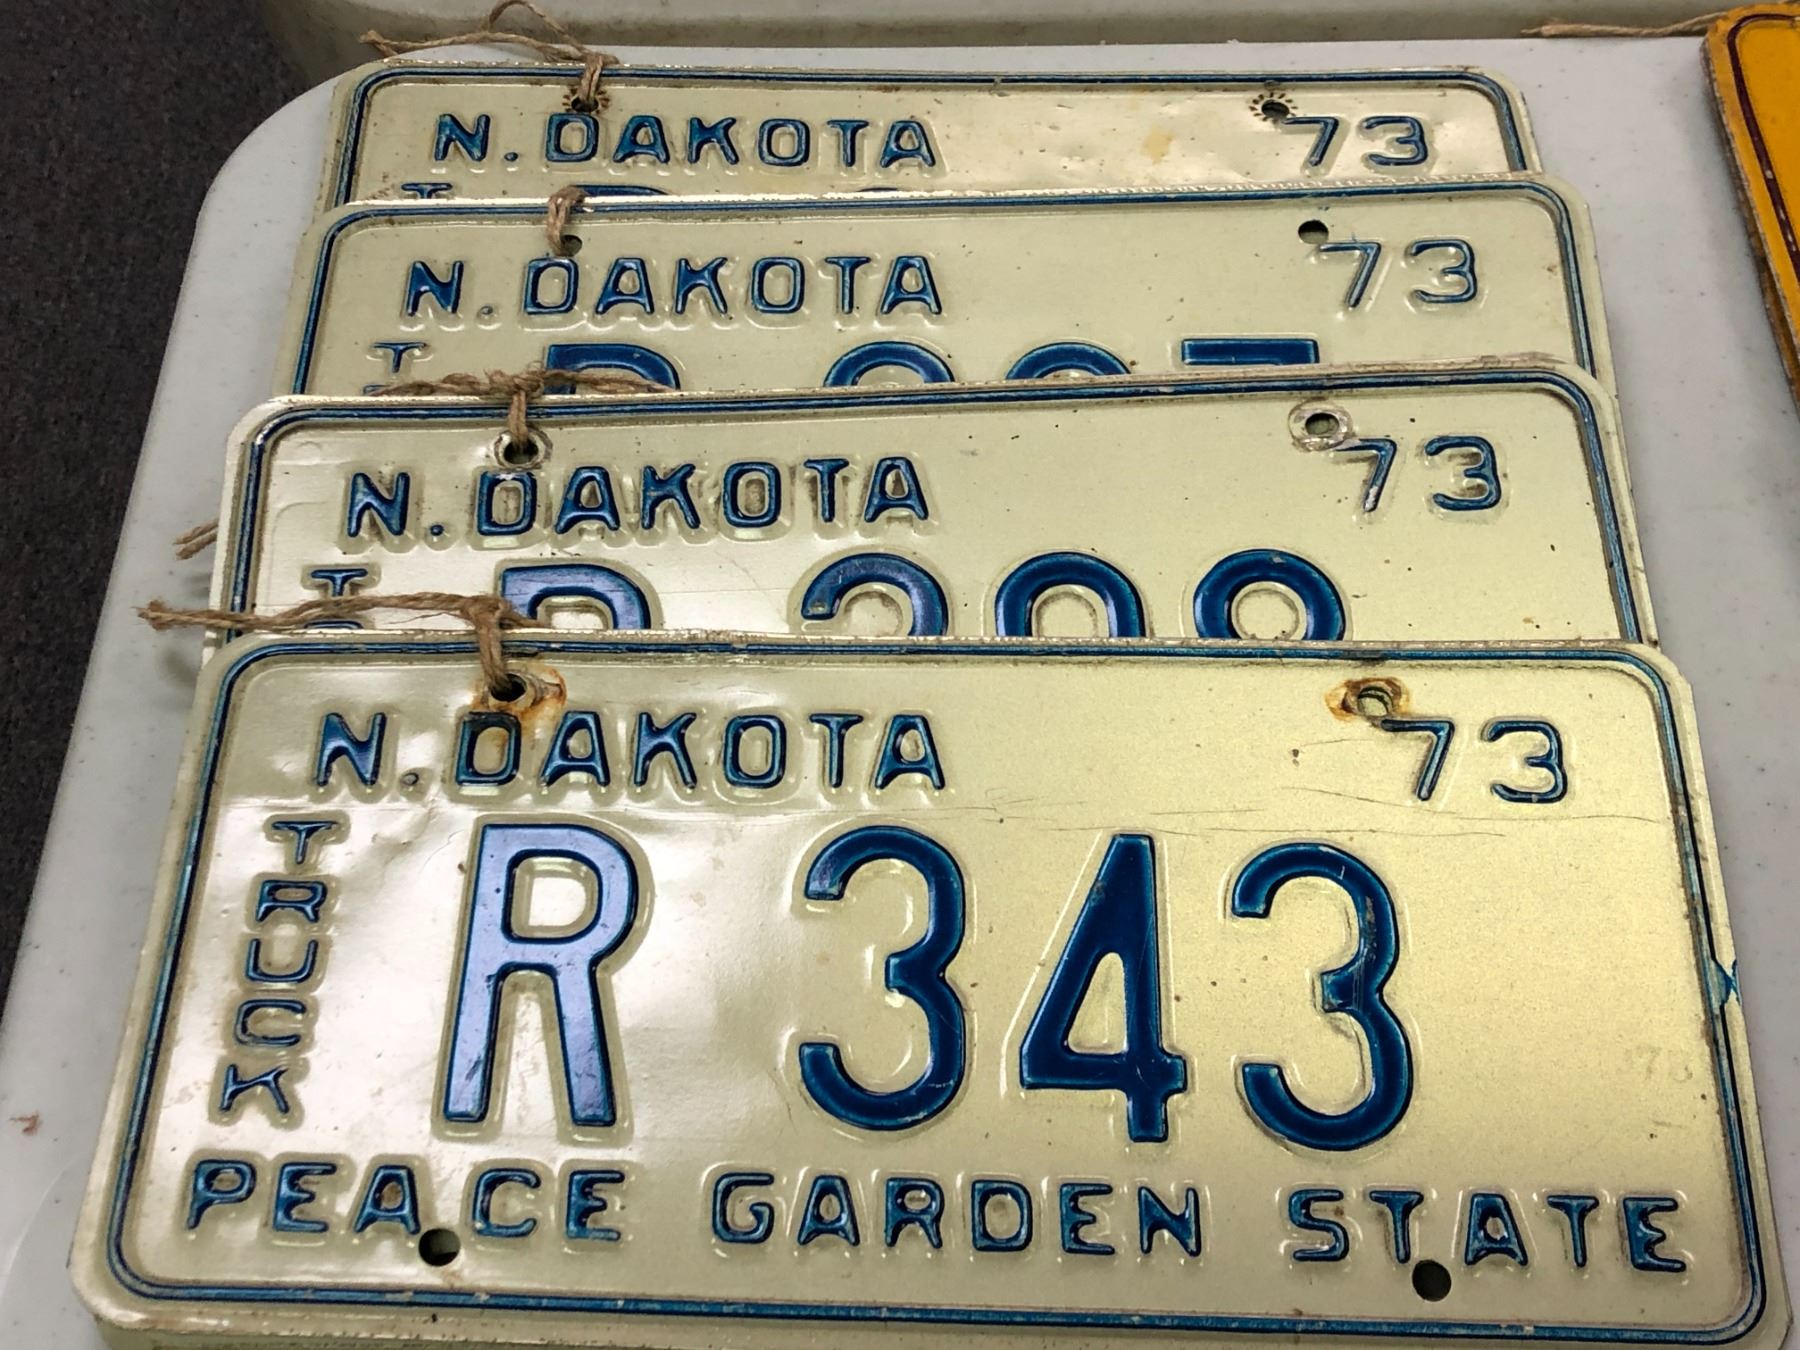 N. DAKOTA 73
N. DAKOTA 73
N. DAKOTA 73
N. DAKOTA 73
TRUCK
R 343
PEACE GARDEN STATE